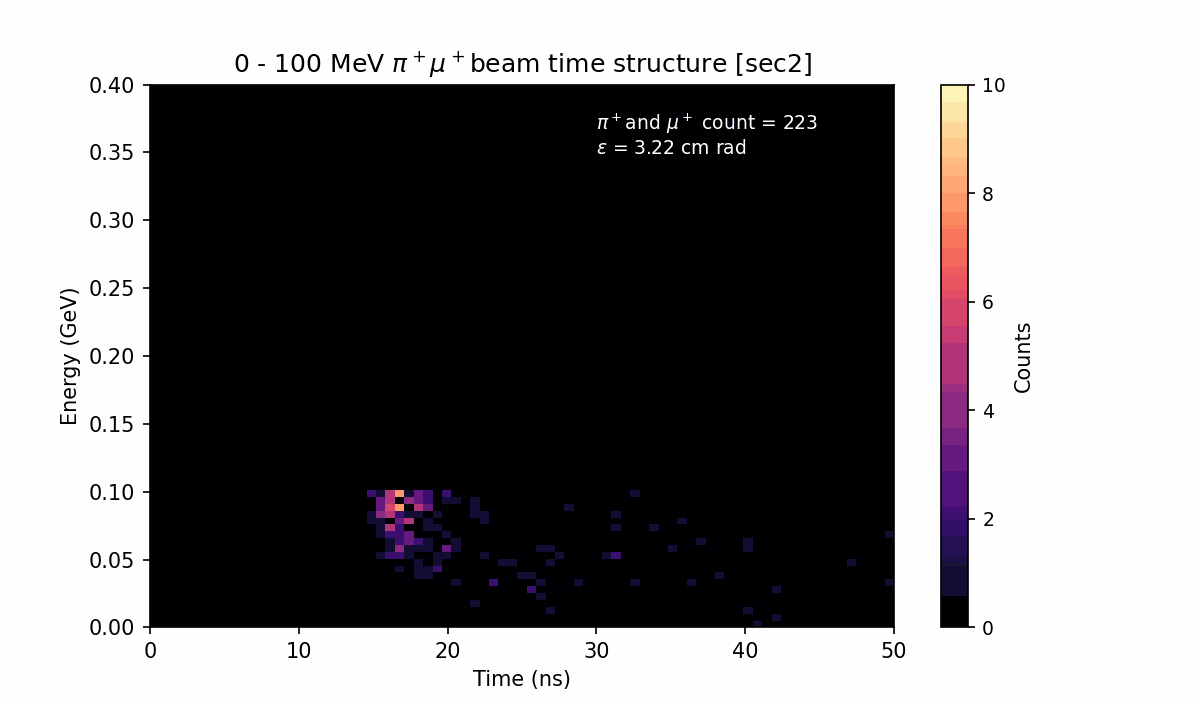 0 - 100 MeV π⁺μ⁺beam time structure [sec2]
π⁺and μ⁺ count = 223
ε = 3.22 cm rad
Energy (GeV)
0.40
0.35
0.30
0.25
0.20
0.15
0.10
0.05
0.00
0 10 20 30 40 50
Time (ns)
10
8
6
4
2
0
Counts